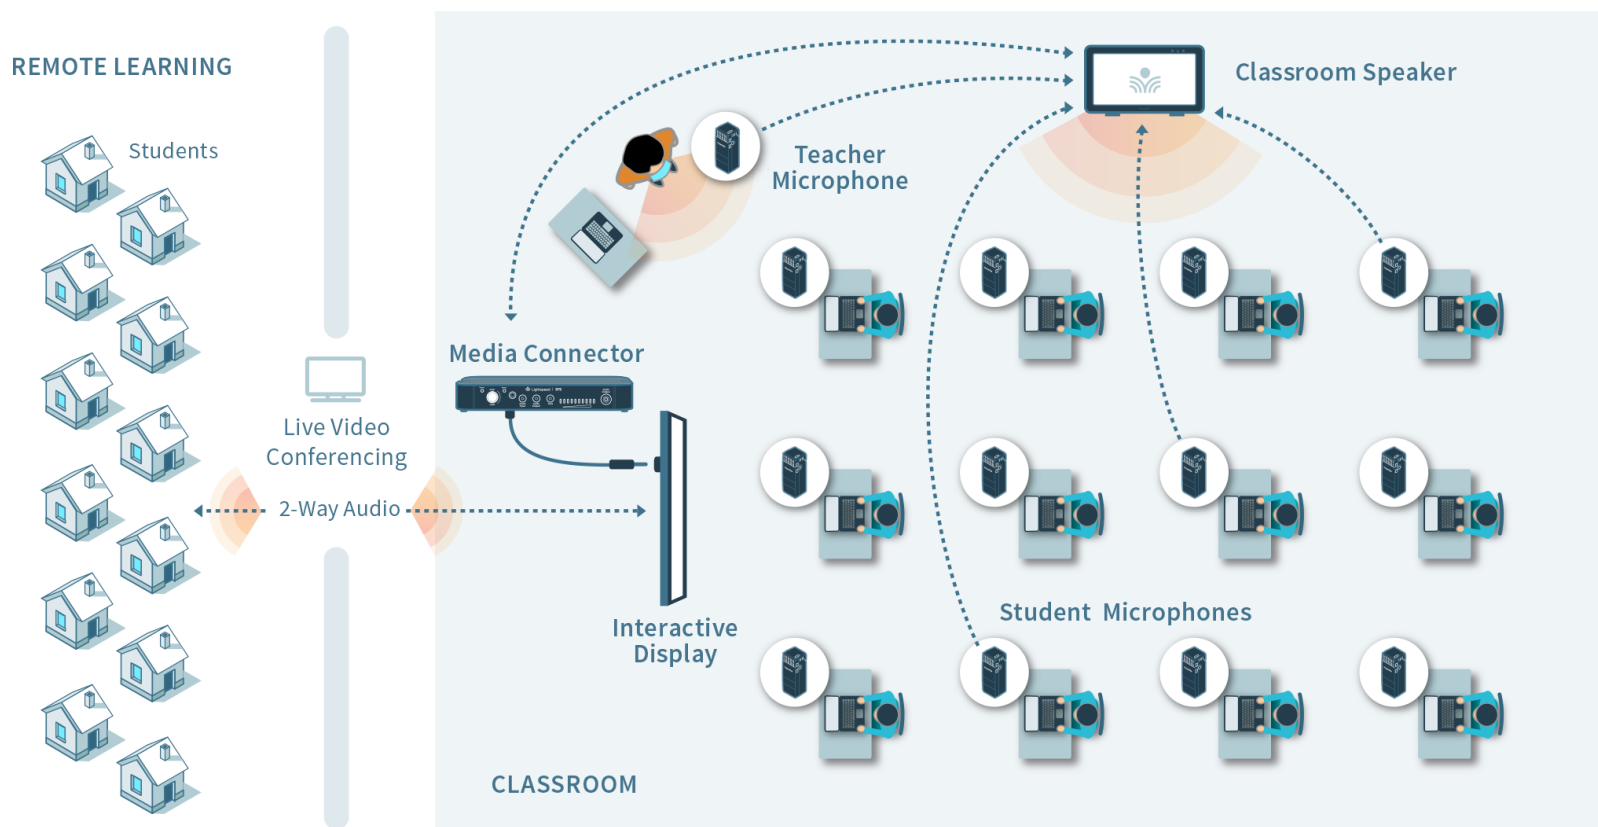 REMOTE LEARNING
Students
Live Video
Conferencing
2-Way Audio
Classroom Speaker
Teacher
Microphone
Media Connector
Lightspeed
Interactive
Display
Student Microphones
CLASSROOM